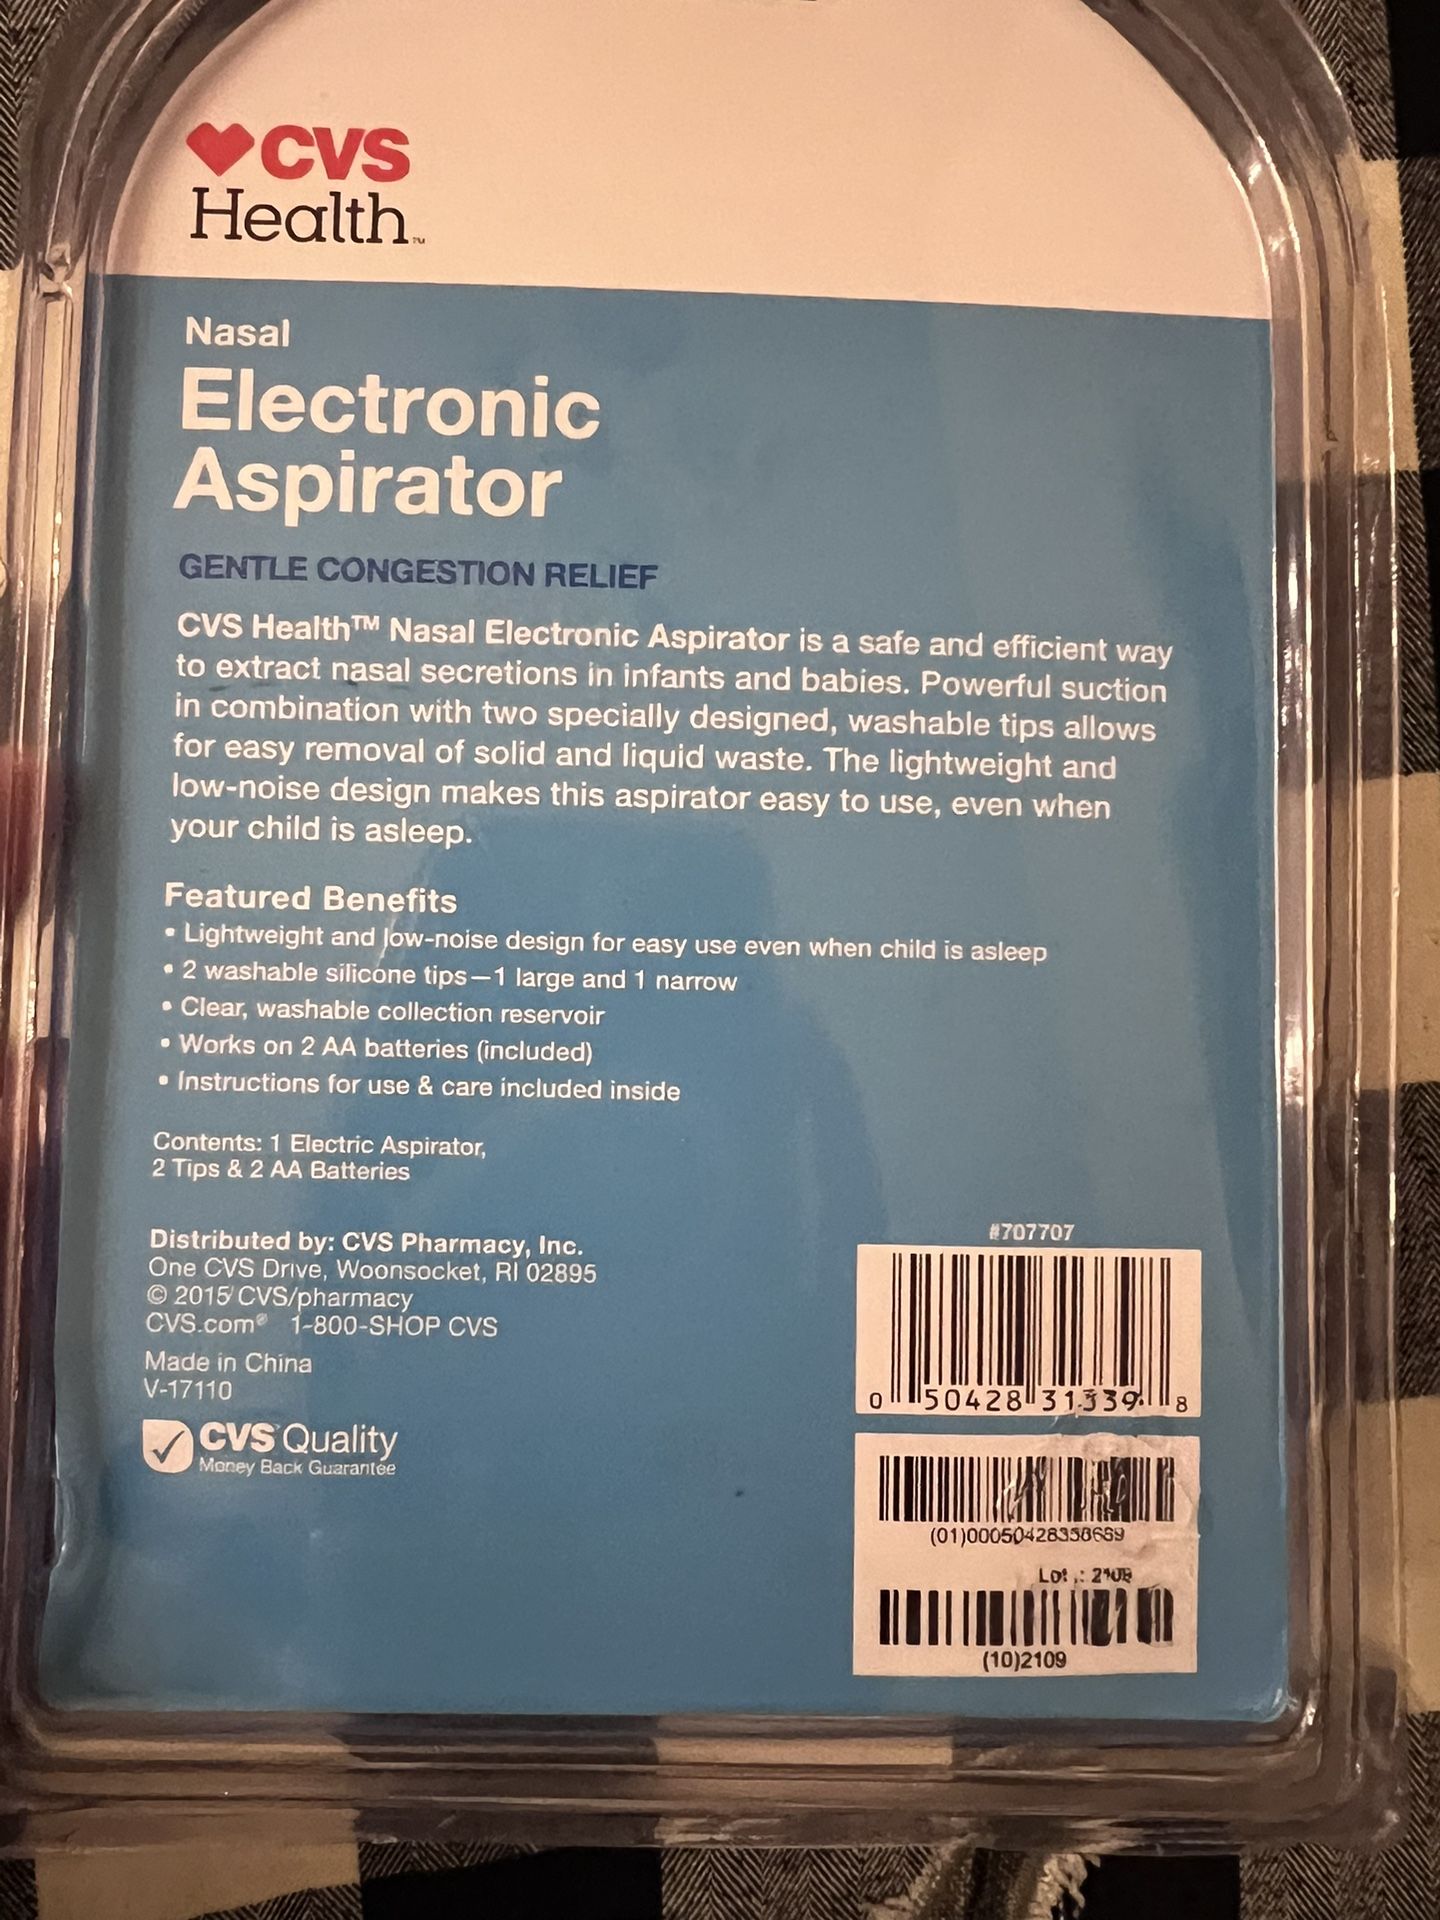 CVS
Health™
Nasal
Electronic
Aspirator
GENTLE CONGESTION RELIEF
CVS Health™ Nasal Electronic Aspirator is a safe and efficient way
to extract nasal secretions in infants and babies. Powerful suction
in combination with two specially designed, washable tips allows
for easy removal of solid and liquid waste. The lightweight and
low-noise design makes this aspirator easy to use, even when
your child is asleep.
Featured Benefits
• Lightweight and low-noise design for easy use even when child is asleep
• 2 washable silicone tips—1 large and 1 narrow
• Clear, washable collection reservoir
• Works on 2 AA batteries (included)
• Instructions for use & care included inside
Contents: 1 Electric Aspirator,
2 Tips & 2 AA Batteries
Distributed by: CVS Pharmacy, Inc.
One CVS Drive, Woonsocket, RI 02895
© 2015 CVS/pharmacy
CVS.com® 1-800-SHOP CVS
Made in China
V-17110
CVS Quality
Money Back Guarantee
#707707
0 50428 31339 8
Lot .:
(10)2109